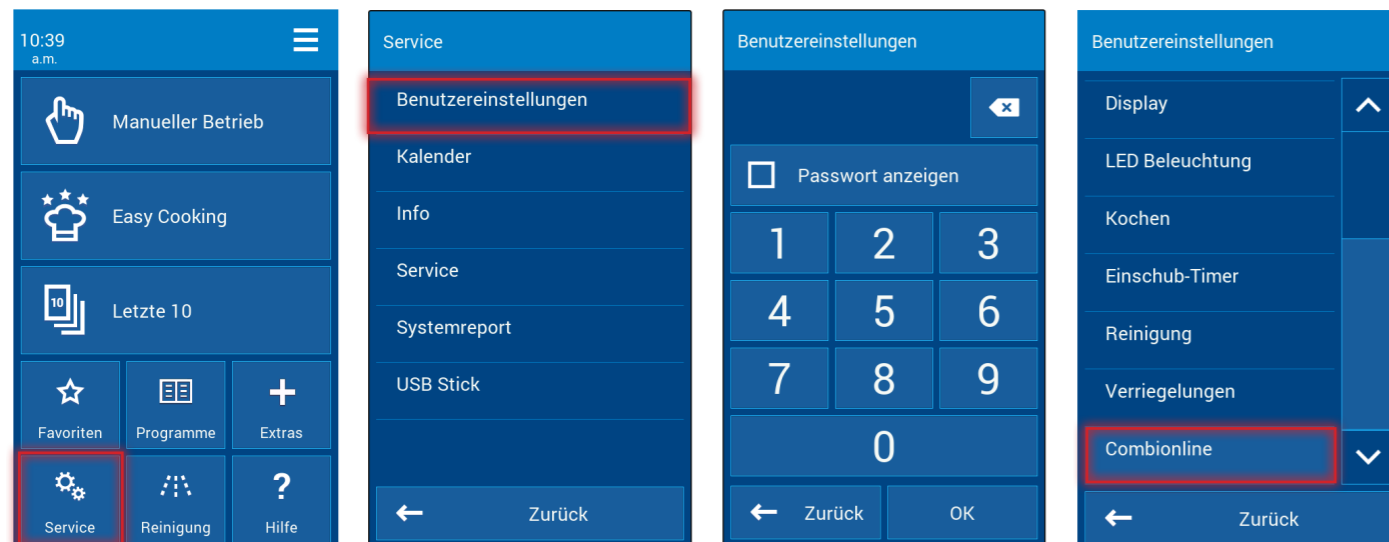 10:39
a.m.
Manueller Betrieb
Easy Cooking
10
Letzte 10
Favoriten
Programme
Extras
Service
Reinigung
?
Hilfe
Service
Benutzereinstellungen
Kalender
Info
Service
Systemreport
USB Stick
Zurück
Benutzereinstellungen
Passwort anzeigen
1 2 3
4 5 6
7 8 9
0
Zurück
OK
Benutzereinstellungen
Display
LED Beleuchtung
Kochen
Einschub-Timer
Reinigung
Verriegelungen
Combionline
Zurück